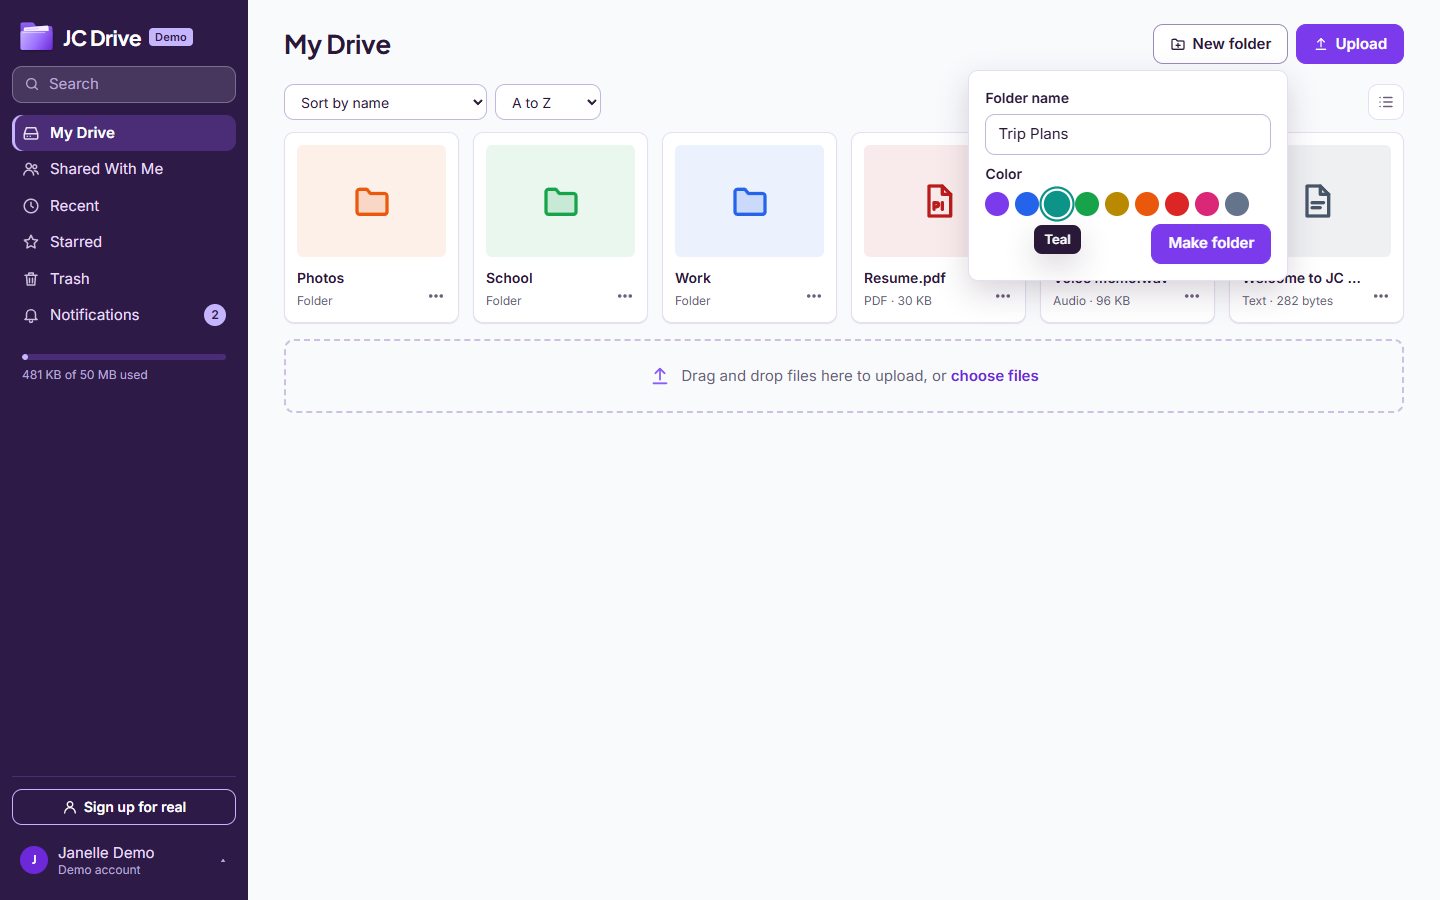 JC Drive
Demo
Search
My Drive
Shared With Me
Recent
Starred
Trash
Notifications
2
481 KB of 50 MB used
Sign up for real
J
Janelle Demo
Demo account
My Drive
New folder
Upload
Sort by name
A to Z
Folder name
Trip Plans
Color
Teal
Make folder
Photos
Folder
School
Folder
Work
Folder
Resume.pdf
PDF · 30 KB
Audio · 96 KB
Welcome to JC ...
Text · 282 bytes
Drag and drop files here to upload, or choose files